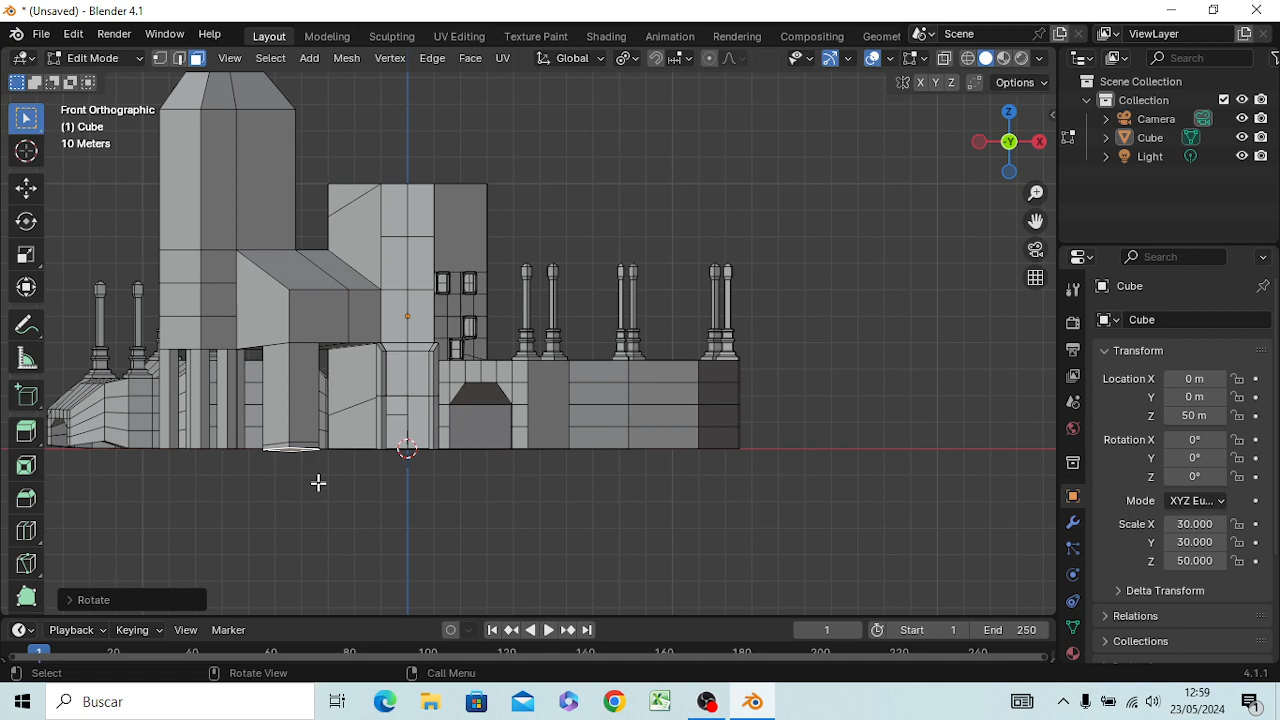 * (Unsaved) - Blender 4.1
File Edit Render Window Help Layout Modeling Sculpting UV Editing Texture Paint Shading Animation Rendering Compositing Geomet Scene ViewLayer
Edit Mode View Select Add Mesh Vertex Edge Face UV Global Search
X Y Z Options
Front Orthographic
(1) Cube
10 Meters
Z
-Y
X
Scene Collection
Collection
Camera
Cube
Light
Search
Cube
Cube
Transform
Location X 0 m
Y 0 m
Z 50 m
Rotation X 0°
Y 0°
Z 0°
Mode XYZ Eu...
Scale X 30.000
Y 30.000
Z 50.000
Delta Transform
Relations
Collections
Rotate
Playback Keying View Marker 1 Start 1 End 250
1 20 40 60 80 100 120 140 160 180 200 220 240
Select Rotate View Call Menu 4.1.1
Buscar
12:59
23/05/2024
1